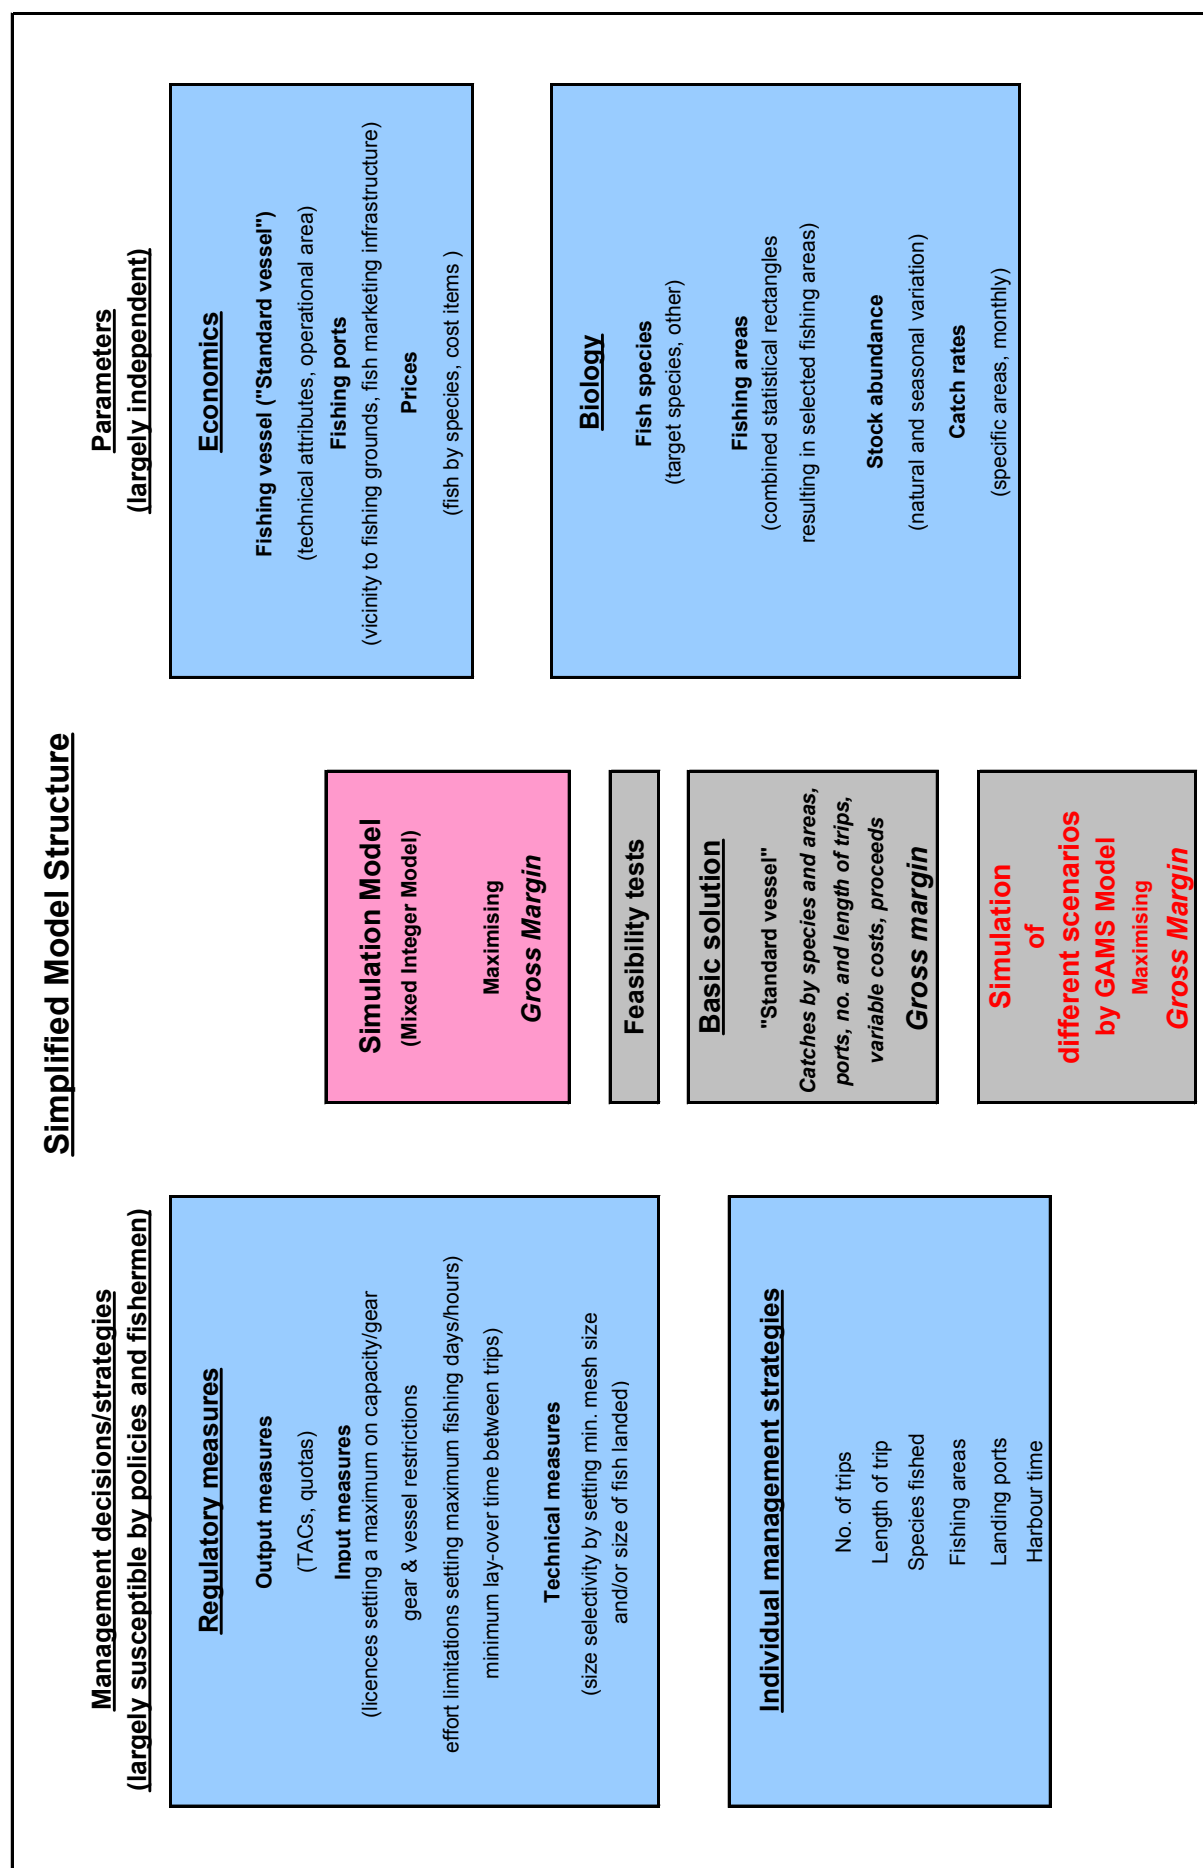 Simplified Model Structure
Management decisions/strategies
(largely susceptible by policies and fishermen)
Regulatory measures
Output measures
(TACs, quotas)
Input measures
(licences setting a maximum on capacity/gear
gear & vessel restrictions
effort limitations setting maximum fishing days/hours)
minimum lay-over time between trips)
Technical measures
(size selectivity by setting min. mesh size
and/or size of fish landed)
Individual management strategies
No. of trips
Length of trip
Species fished
Fishing areas
Landing ports
Harbour time
Simulation Model
(Mixed Integer Model)
Maximising
Gross Margin
Feasibility tests
Basic solution
"Standard vessel"
Catches by species and areas,
ports, no. and length of trips,
variable costs, proceeds
Gross margin
Simulation
of
different scenarios
by GAMS Model
Maximising
Gross Margin
Parameters
(largely independent)
Economics
Fishing vessel ("Standard vessel")
(technical attributes, operational area)
Fishing ports
(vicinity to fishing grounds, fish marketing infrastructure)
Prices
(fish by species, cost items )
Biology
Fish species
(target species, other)
Fishing areas
(combined statistical rectangles
resulting in selected fishing areas)
Stock abundance
(natural and seasonal variation)
Catch rates
(specific areas, monthly)